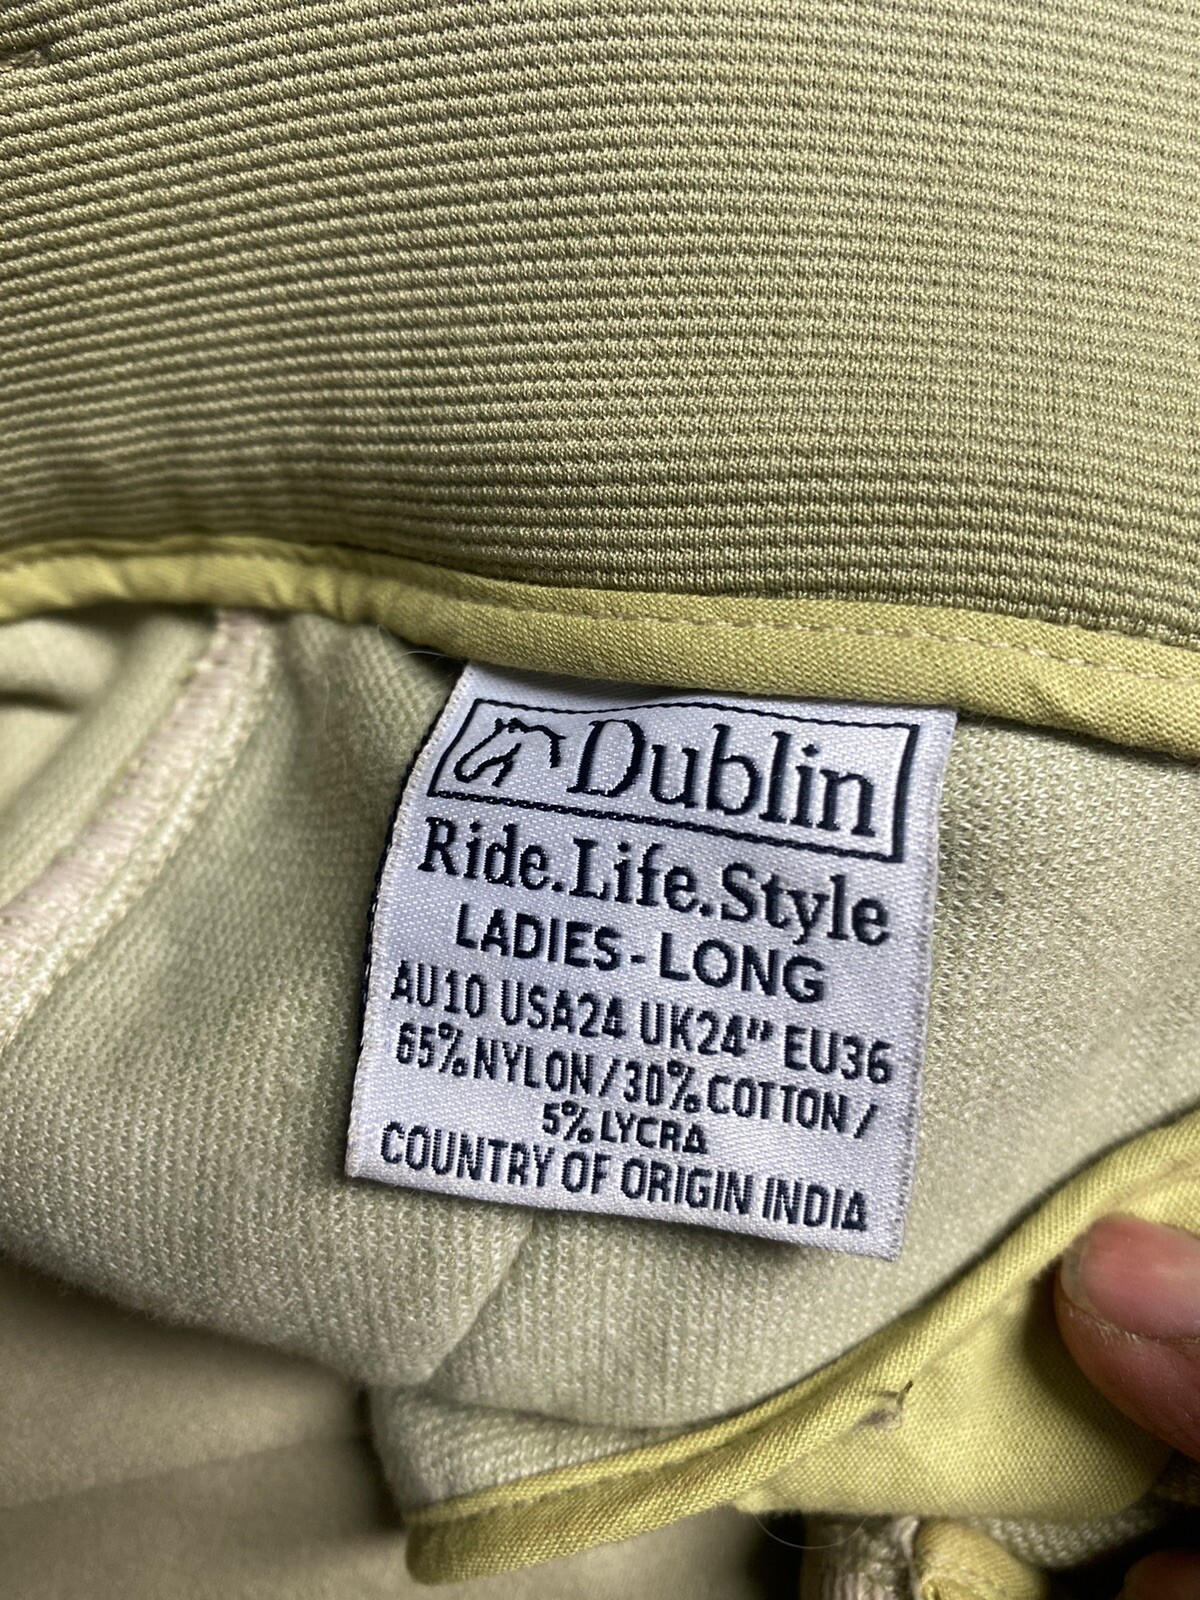 Dublin
Ride.Life.Style
LADIES-LONG
AU10 USA24 UK24" EU36
65%NYLON/30%COTTON/
5%LYCRA
COUNTRY OF ORIGIN INDIA